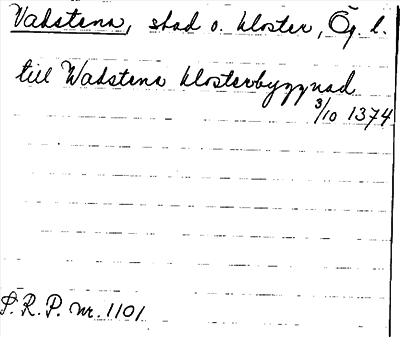 Vadstena, stad o. kloster, Ög. l.
till Wadstena klosterbyggnad
3/10 1374
S. R. P. nr. 1101